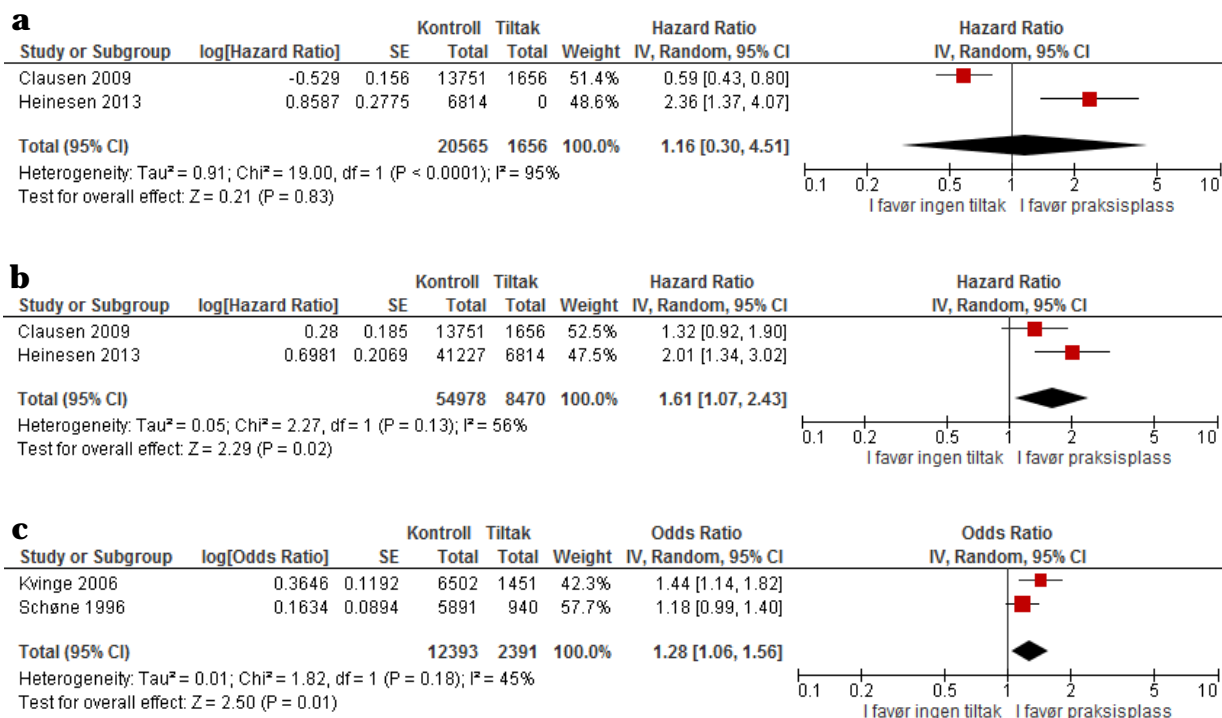 a
Kontroll Tiltak Hazard Ratio Hazard Ratio
Study or Subgroup log[Hazard Ratio] SE Total Total Weight IV, Random, 95% CI IV, Random, 95% CI
Clausen 2009 -0.529 0.156 13751 1656 51.4% 0.59 [0.43, 0.80]
Heinesen 2013 0.8587 0.2775 6814 0 48.6% 2.36 [1.37, 4.07]
Total (95% CI) 20565 1656 100.0% 1.16 [0.30, 4.51]
Heterogeneity: Tau² = 0.91; Chi² = 19.00, df = 1 (P < 0.0001); I² = 95%
Test for overall effect: Z = 0.21 (P = 0.83)
0.1 0.2 0.5 1 2 5 10
I favør ingen tiltak I favør praksisplass
b
Kontroll Tiltak Hazard Ratio Hazard Ratio
Study or Subgroup log[Hazard Ratio] SE Total Total Weight IV, Random, 95% CI IV, Random, 95% CI
Clausen 2009 0.28 0.185 13751 1656 52.5% 1.32 [0.92, 1.90]
Heinesen 2013 0.6981 0.2069 41227 6814 47.5% 2.01 [1.34, 3.02]
Total (95% CI) 54978 8470 100.0% 1.61 [1.07, 2.43]
Heterogeneity: Tau² = 0.05; Chi² = 2.27, df = 1 (P = 0.13); I² = 56%
Test for overall effect: Z = 2.29 (P = 0.02)
0.1 0.2 0.5 1 2 5 10
I favør ingen tiltak I favør praksisplass
c
Kontroll Tiltak Odds Ratio Odds Ratio
Study or Subgroup log[Odds Ratio] SE Total Total Weight IV, Random, 95% CI IV, Random, 95% CI
Kvinge 2006 0.3646 0.1192 6502 1451 42.3% 1.44 [1.14, 1.82]
Schøne 1996 0.1634 0.0894 5891 940 57.7% 1.18 [0.99, 1.40]
Total (95% CI) 12393 2391 100.0% 1.28 [1.06, 1.56]
Heterogeneity: Tau² = 0.01; Chi² = 1.82, df = 1 (P = 0.18); I² = 45%
Test for overall effect: Z = 2.50 (P = 0.01)
0.1 0.2 0.5 1 2 5 10
I favør ingen tiltak I favør praksisplass